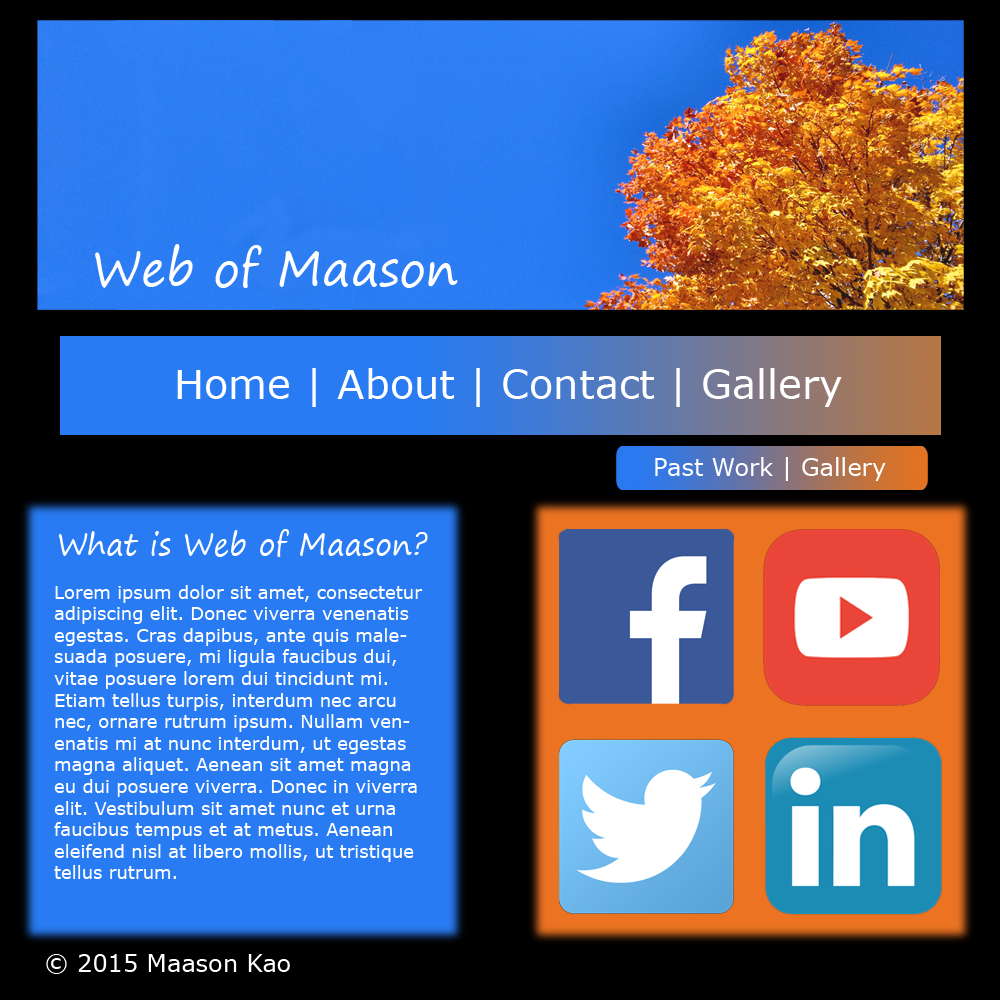 Web of Maason
Home | About | Contact | Gallery
Past Work | Gallery
What is Web of Maason?
Lorem ipsum dolor sit amet, consectetur
adipiscing elit. Donec viverra venenatis
egestas. Cras dapibus, ante quis male-
suada posuere, mi ligula faucibus dui,
vitae posuere lorem dui tincidunt mi.
Etiam tellus turpis, interdum nec arcu
nec, ornare rutrum ipsum. Nullam ven-
enatis mi at nunc interdum, ut egestas
magna aliquet. Aenean sit amet magna
eu dui posuere viverra. Donec in viverra
elit. Vestibulum sit amet nunc et urna
faucibus tempus et at metus. Aenean
eleifend nisl at libero mollis, ut tristique
tellus rutrum.
f
in
© 2015 Maason Kao